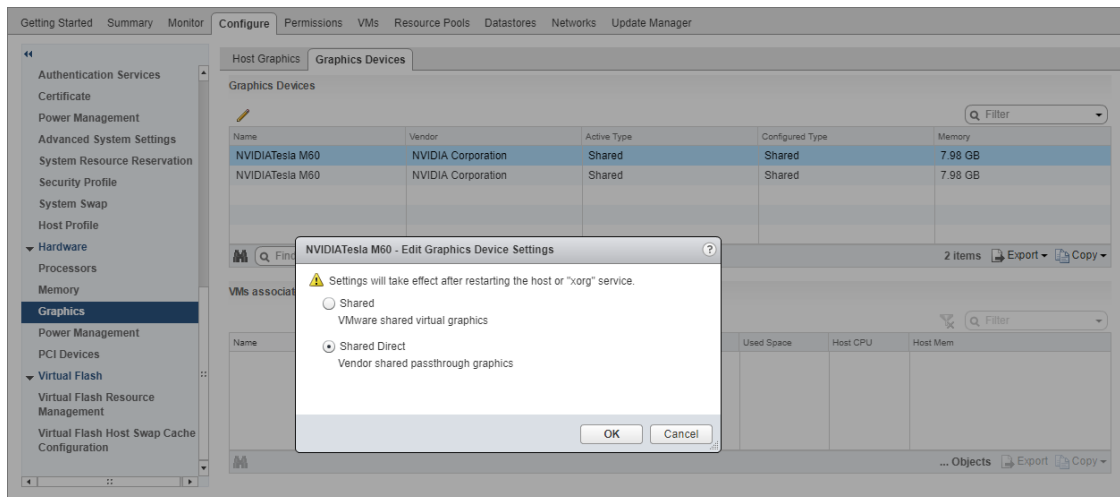 Getting Started Summary Monitor Configure Permissions VMs Resource Pools Datastores Networks Update Manager
Authentication Services
Certificate
Power Management
Advanced System Settings
System Resource Reservation
Security Profile
System Swap
Host Profile
Hardware
Processors
Memory
Graphics
Power Management
PCI Devices
Virtual Flash
Virtual Flash Resource
Management
Virtual Flash Host Swap Cache
Configuration
Host Graphics Graphics Devices
Graphics Devices
Filter
Name Vendor Active Type Configured Type Memory
NVIDIATesla M60 NVIDIA Corporation Shared Shared 7.98 GB
NVIDIATesla M60 NVIDIA Corporation Shared Shared 7.98 GB
2 items Export Copy
VMs associat
Filter
Name Used Space Host CPU Host Mem
... Objects Export Copy
NVIDIATesla M60 - Edit Graphics Device Settings ?
Settings will take effect after restarting the host or "xorg" service.
Shared
VMware shared virtual graphics
Shared Direct
Vendor shared passthrough graphics
OK Cancel